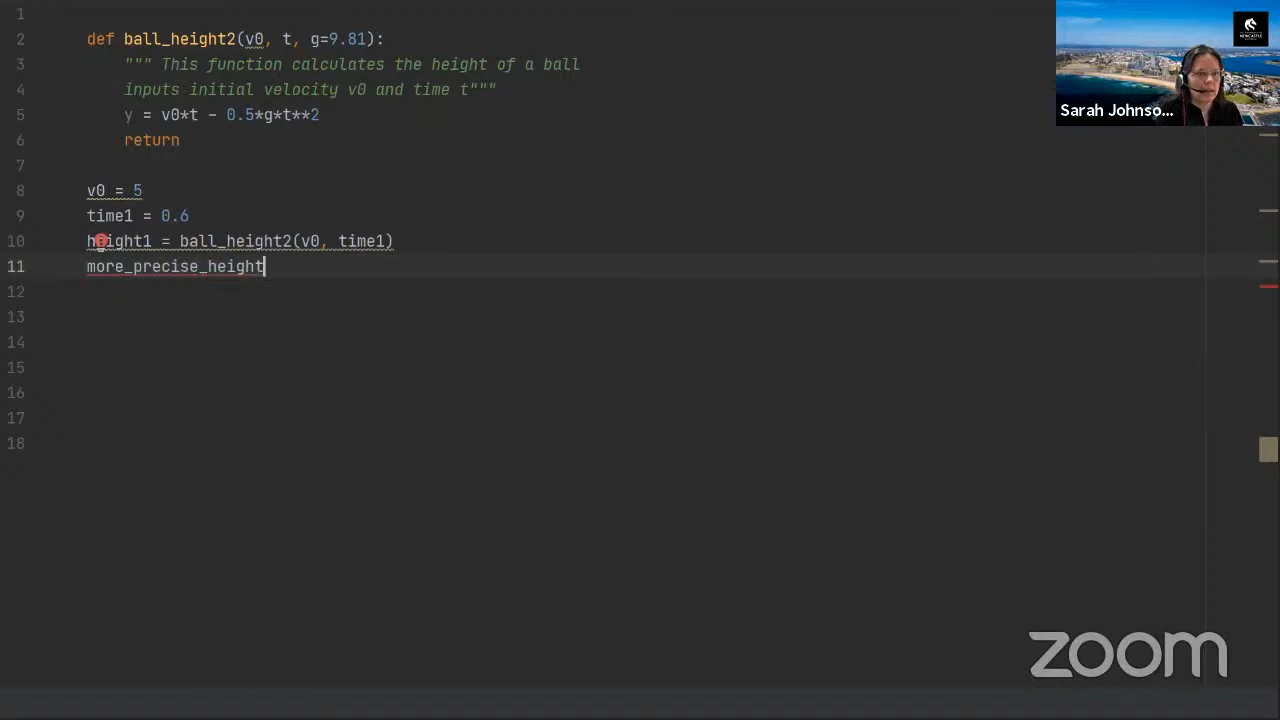 1
2 def ball_height2(v0, t, g=9.81):
3 """ This function calculates the height of a ball
4 inputs initial velocity v0 and time t"""
5 y = v0*t - 0.5*g*t**2
6 return
7
8 v0 = 5
9 time1 = 0.6
10 height1 = ball_height2(v0, time1)
11 more_precise_height
12
13
14
15
16
17
18
Sarah Johnso...
NEWCASTLE
zoom